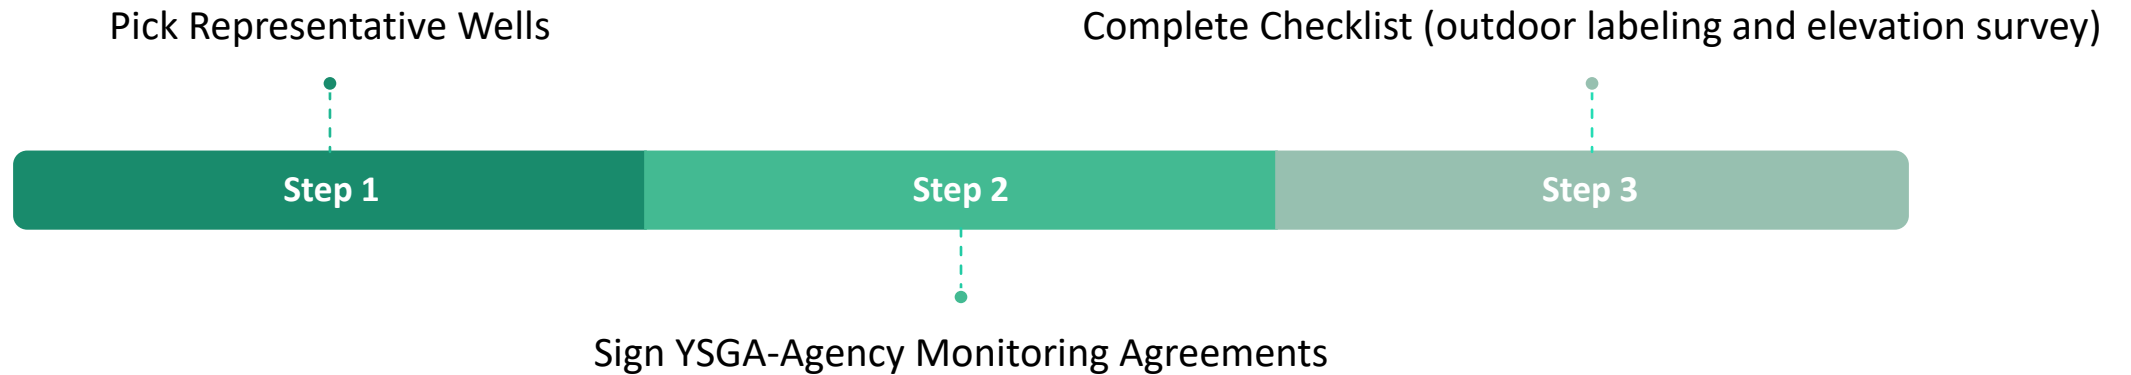 Pick Representative Wells
Complete Checklist (outdoor labeling and elevation survey)
Step 1
Step 2
Step 3
Sign YSGA-Agency Monitoring Agreements